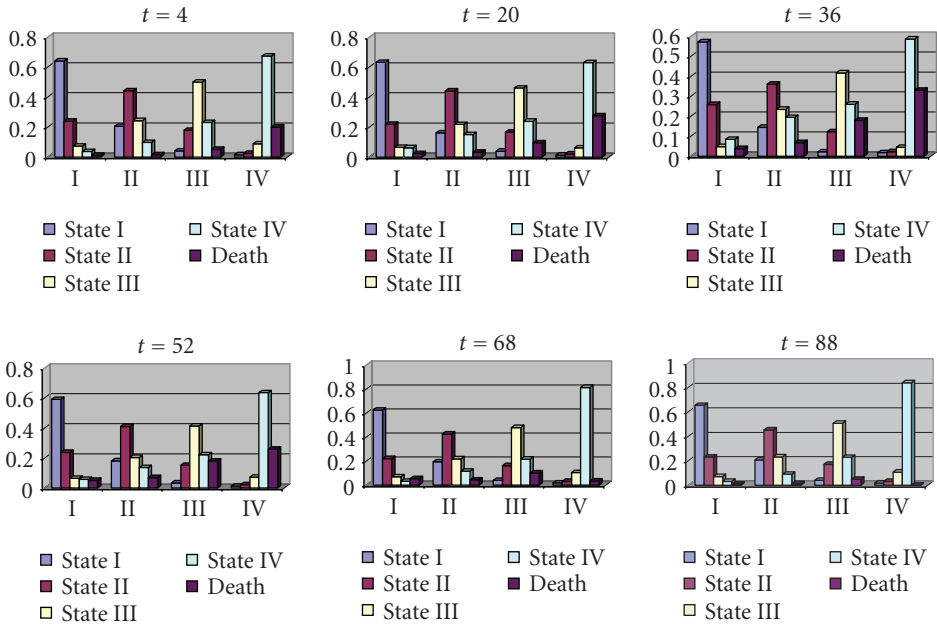 t = 4
0.8
0.6
0.4
0.2
0
I II III IV
State I State IV
State II Death
State III
t = 20
0.8
0.6
0.4
0.2
0
I II III IV
State I State IV
State II Death
State III
t = 36
0.6
0.5
0.4
0.3
0.2
0.1
0
I II III IV
State I State IV
State II Death
State III
t = 52
0.8
0.6
0.4
0.2
0
I II III IV
State I State IV
State II Death
State III
t = 68
1
0.8
0.6
0.4
0.2
0
I II III IV
State I State IV
State II Death
State III
t = 88
1
0.8
0.6
0.4
0.2
0
I II III IV
State I State IV
State II Death
State III